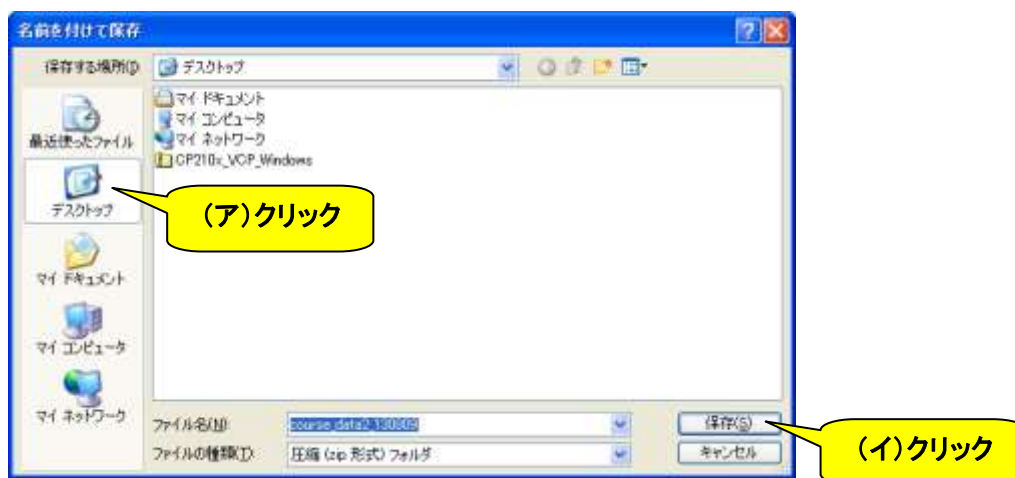 名前を付けて保存
保存する場所(I):
デスクトップ
マイ ドキュメント
マイ コンピュータ
マイ ネットワーク
CP210x_VCP_Windows
最近使ったファイル
デスクトップ
マイ ドキュメント
マイ コンピュータ
マイ ネットワーク
(ア)クリック
ファイル名(N):
保存(S)
ファイルの種類(T):
圧縮 (zip 形式) フォルダ
キャンセル
(イ)クリック